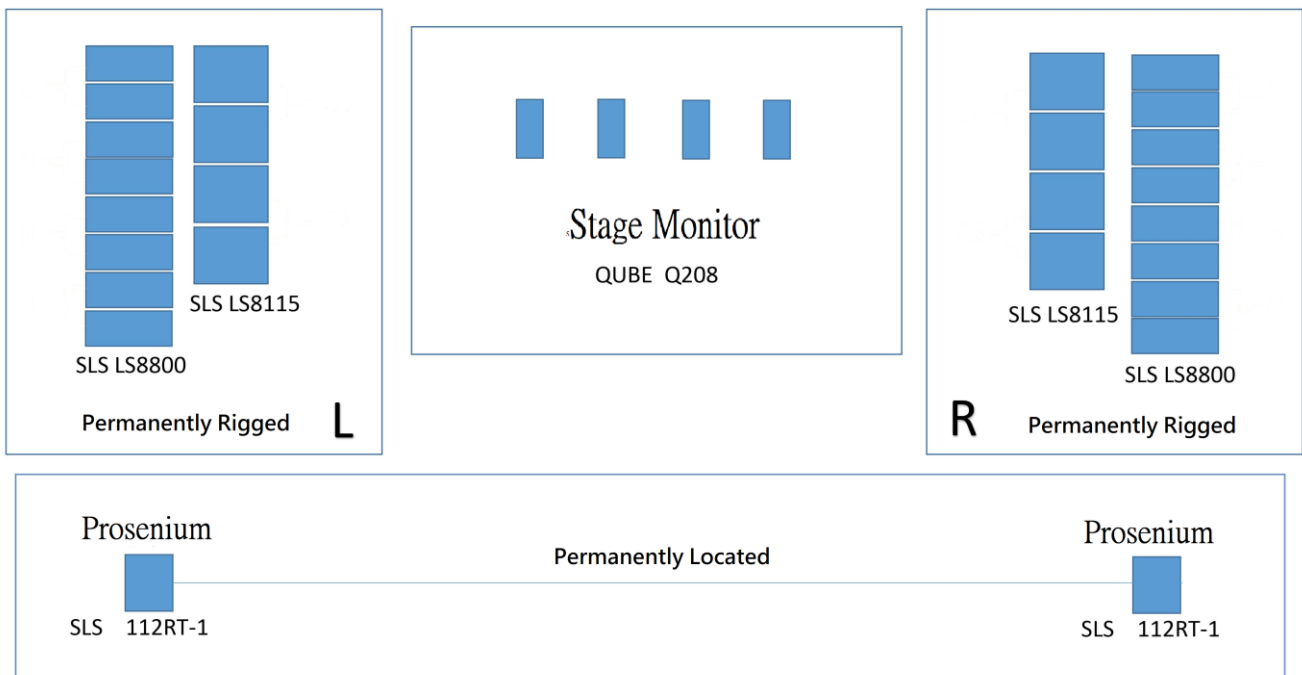 SLS LS8115
SLS LS8800
Permanently Rigged
L
Stage Monitor
QUBE Q208
SLS LS8115
SLS LS8800
R
Permanently Rigged
Prosenium
Permanently Located
Prosenium
SLS 112RT-1
SLS 112RT-1